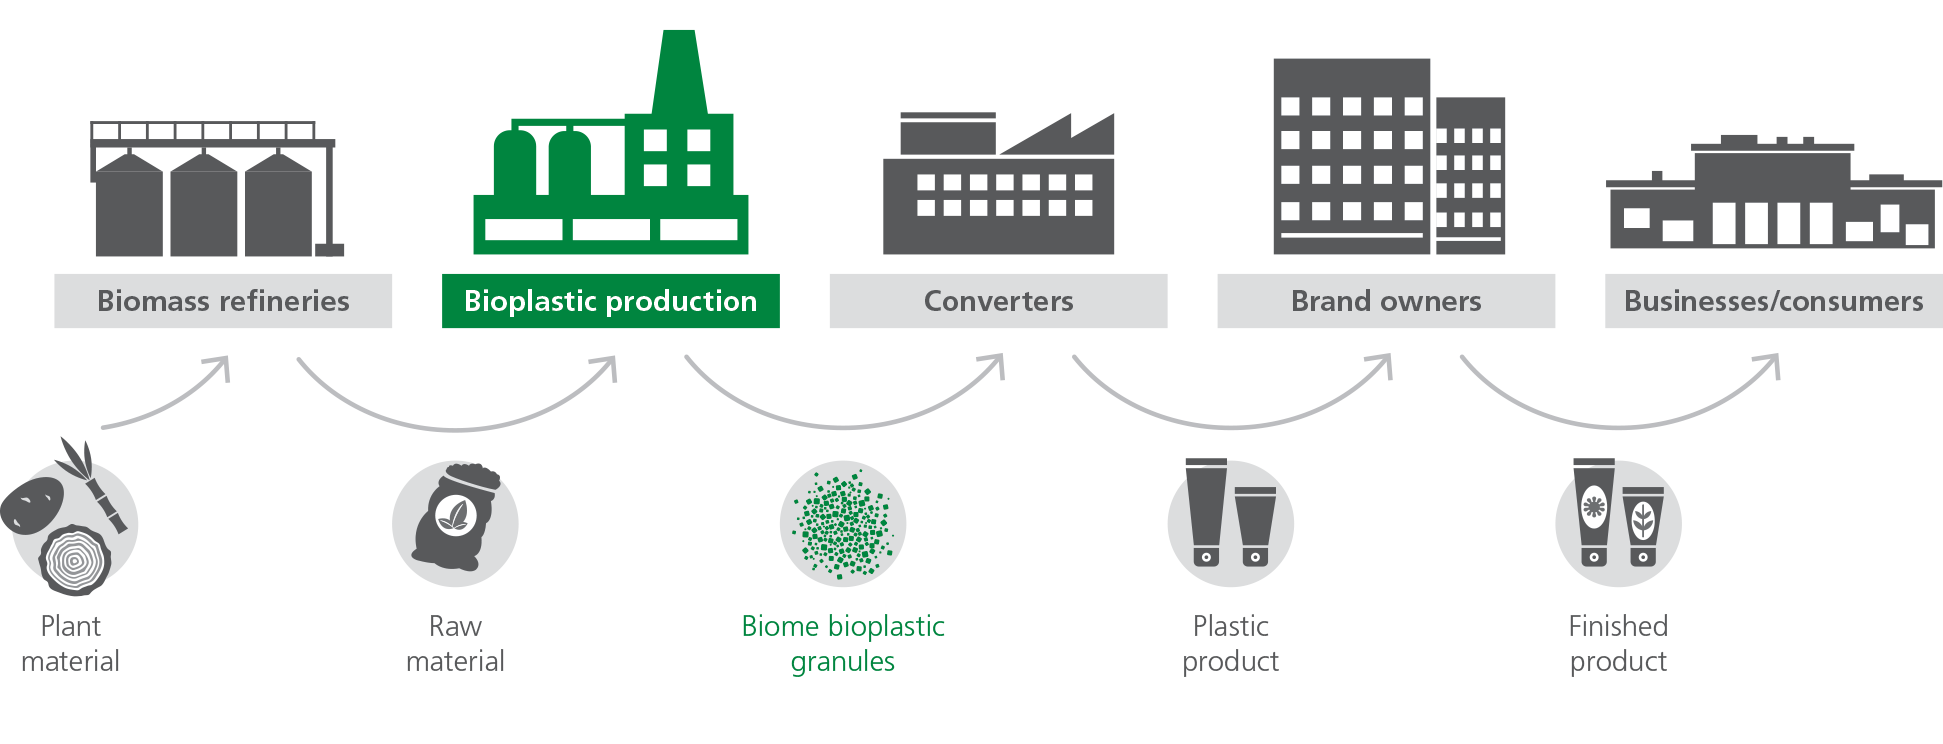 Biomass refineries
Bioplastic production
Converters
Brand owners
Businesses/consumers
Plant
material
Raw
material
Biome bioplastic
granules
Plastic
product
Finished
product